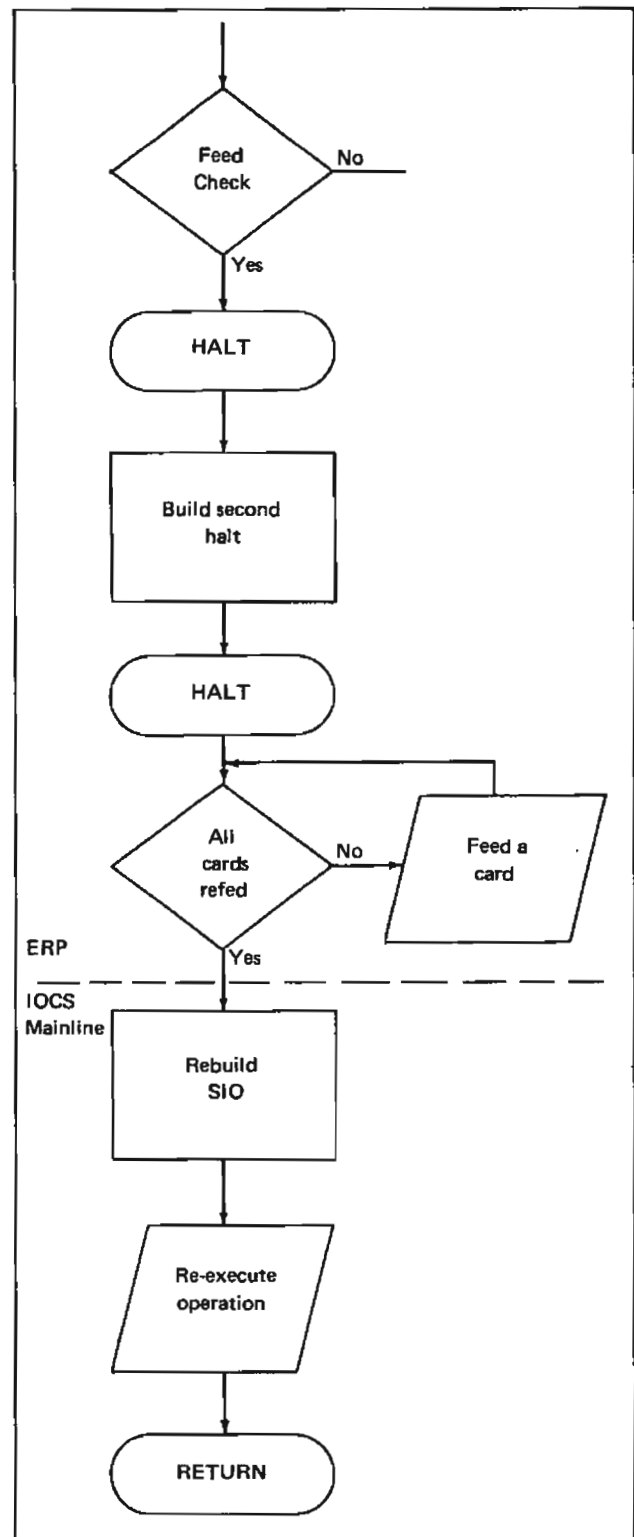 Feed
Check
No
Yes
HALT
Build second
halt
HALT
All
cards
refed
No
Feed a
card
Yes
ERP
IOCS
Mainline
Rebuild
SIO
Re-execute
operation
RETURN